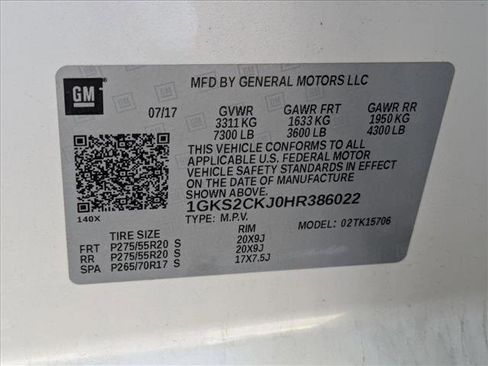 GM
MFD BY GENERAL MOTORS LLC
07/17 GVWR GAWR FRT GAWR RR
3311 KG 1633 KG 1950 KG
7300 LB 3600 LB 4300 LB
THIS VEHICLE CONFORMS TO ALL
APPLICABLE U.S. FEDERAL MOTOR
VEHICLE SAFETY STANDARDS IN EFFECT
ON THE DATE OF MANUFACTURE
SHOWN ABOVE.
1GKS2CKJ0HR386022
140X TYPE: M.P.V. MODEL: 02TK15706
TIRE SIZE RIM
FRT P275/55R20 S 20X9J
RR P275/55R20 S 20X9J
SPA P265/70R17 S 17X7.5J